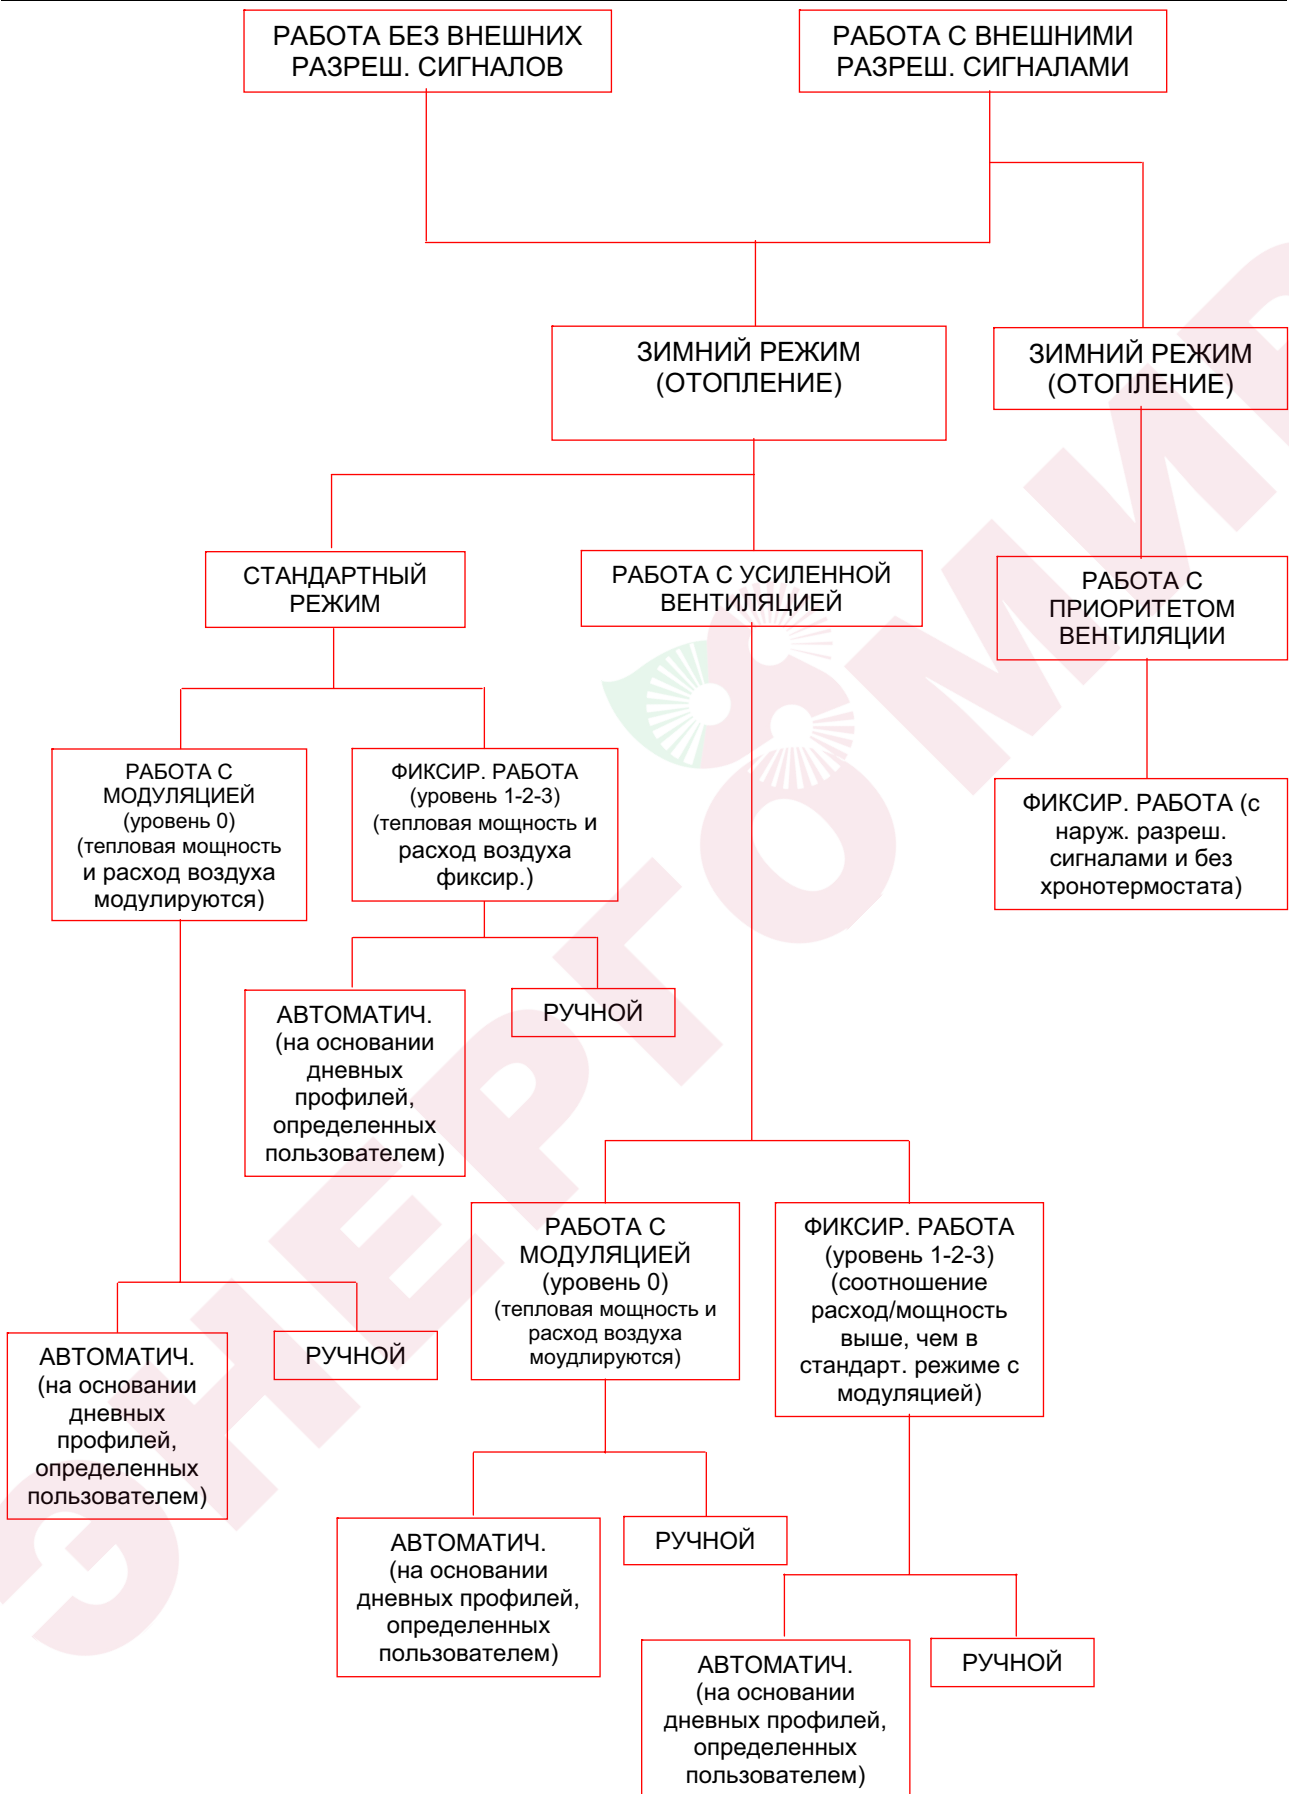 РАБОТА БЕЗ ВНЕШНИХ
РАЗРЕШ. СИГНАЛОВ
РАБОТА С ВНЕШНИМИ
РАЗРЕШ. СИГНАЛАМИ
ЗИМНИЙ РЕЖИМ
(ОТОПЛЕНИЕ)
ЗИМНИЙ РЕЖИМ
(ОТОПЛЕНИЕ)
СТАНДАРТНЫЙ
РЕЖИМ
РАБОТА С УСИЛЕННОЙ
ВЕНТИЛЯЦИЕЙ
РАБОТА С
ПРИОРИТЕТОМ
ВЕНТИЛЯЦИИ
РАБОТА С
МОДУЛЯЦИЕЙ
(уровень 0)
(тепловая мощность
и расход воздуха
модулируются)
ФИКСИР. РАБОТА
(уровень 1-2-3)
(тепловая мощность и
расход воздуха
фиксир.)
ФИКСИР. РАБОТА (с
наруж. разреш.
сигналами и без
хронотермостата)
АВТОМАТИЧ.
(на основании
дневных
профилей,
определенных
пользователем)
РУЧНОЙ
РАБОТА С
МОДУЛЯЦИЕЙ
(уровень 0)
(тепловая мощность и
расход воздуха
моудлируются)
ФИКСИР. РАБОТА
(уровень 1-2-3)
(соотношение
расход/мощность
выше, чем в
стандарт. режиме с
модуляцией)
АВТОМАТИЧ.
(на основании
дневных
профилей,
определенных
пользователем)
РУЧНОЙ
АВТОМАТИЧ.
(на основании
дневных профилей,
определенных
пользователем)
РУЧНОЙ
АВТОМАТИЧ.
(на основании
дневных профилей,
определенных
пользователем)
РУЧНОЙ
ЭНЕРГОМИР